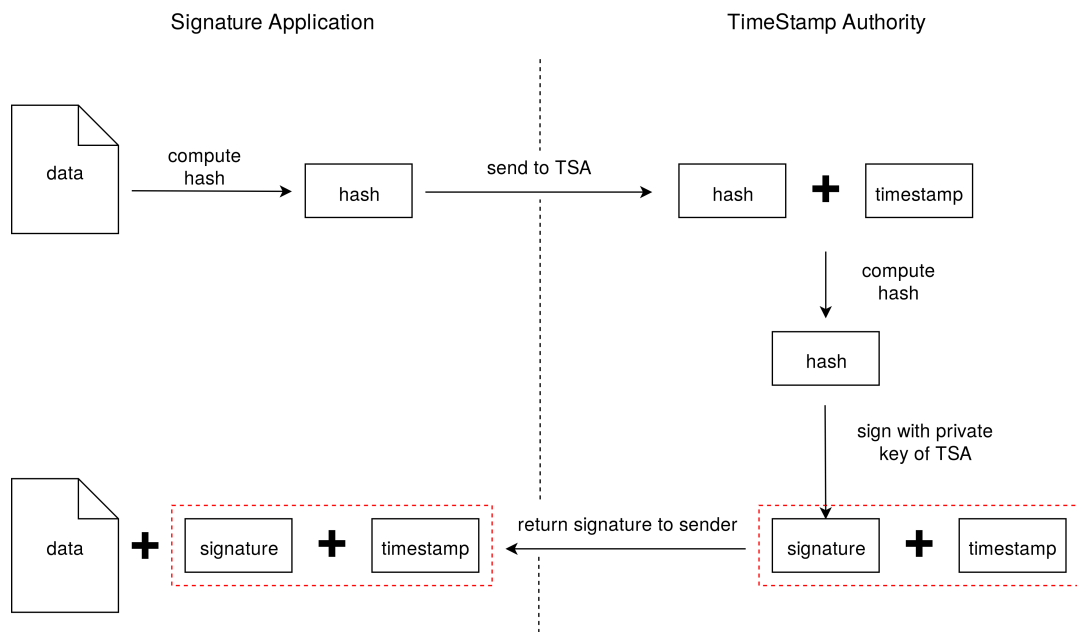 Signature Application
TimeStamp Authority
data
compute
hash
hash
send to TSA
hash
timestamp
compute
hash
hash
sign with private
key of TSA
data
signature
timestamp
return signature to sender
signature
timestamp